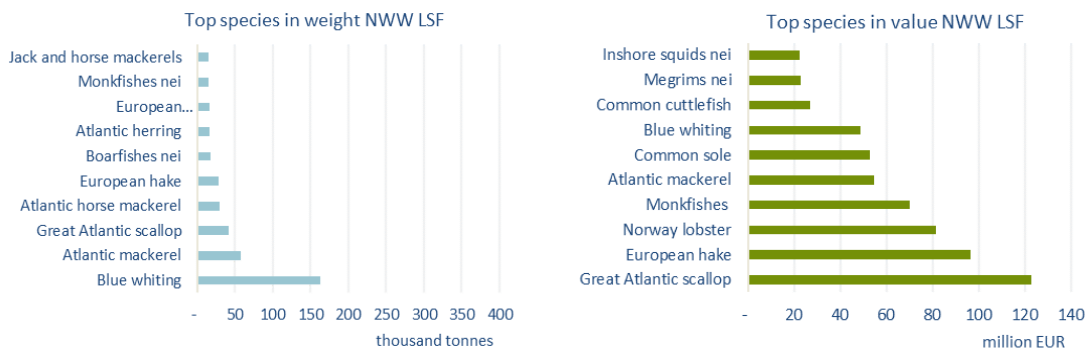 Top species in weight NWW LSF
Jack and horse mackerels
Monkfishes nei
European...
Atlantic herring
Boarfishes nei
European hake
Atlantic horse mackerel
Great Atlantic scallop
Atlantic mackerel
Blue whiting
- 50 100 150 200 250 300 350 400
thousand tonnes
Top species in value NWW LSF
Inshore squids nei
Megrims nei
Common cuttlefish
Blue whiting
Common sole
Atlantic mackerel
Monkfishes
Norway lobster
European hake
Great Atlantic scallop
- 20 40 60 80 100 120 140
million EUR